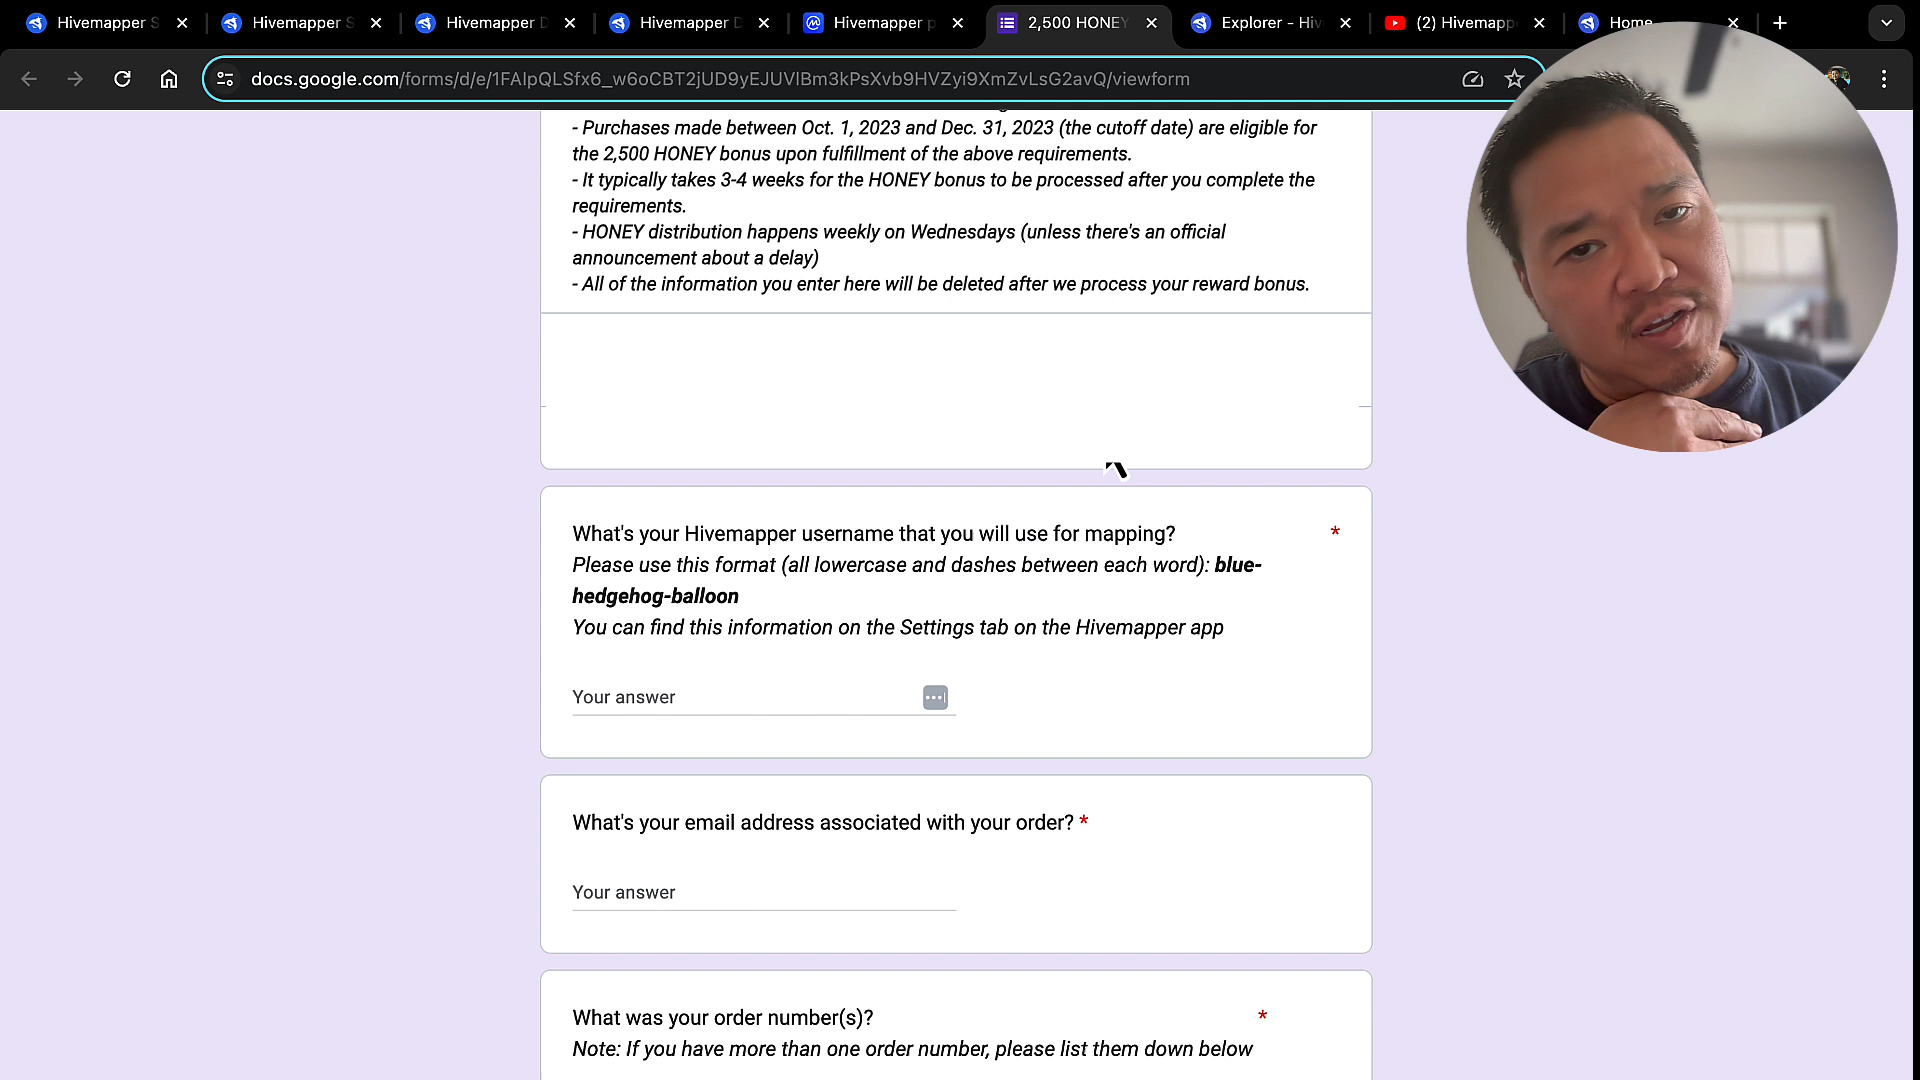 Hivemapper S
Hivemapper S
Hivemapper D
Hivemapper D
Hivemapper p
2,500 HONEY
Explorer - Hiv
(2) Hivemapp
Home
docs.google.com/forms/d/e/1FAIpQLSfx6_w6oCBT2jUD9yEJUVlBm3kPsXvb9HVZyi9XmZvLsG2avQ/viewform
- Purchases made between Oct. 1, 2023 and Dec. 31, 2023 (the cutoff date) are eligible for
the 2,500 HONEY bonus upon fulfillment of the above requirements.
- It typically takes 3-4 weeks for the HONEY bonus to be processed after you complete the
requirements.
- HONEY distribution happens weekly on Wednesdays (unless there's an official
announcement about a delay)
- All of the information you enter here will be deleted after we process your reward bonus.
What's your Hivemapper username that you will use for mapping? *
Please use this format (all lowercase and dashes between each word): blue-
hedgehog-balloon
You can find this information on the Settings tab on the Hivemapper app
Your answer
What's your email address associated with your order? *
Your answer
What was your order number(s)? *
Note: If you have more than one order number, please list them down below